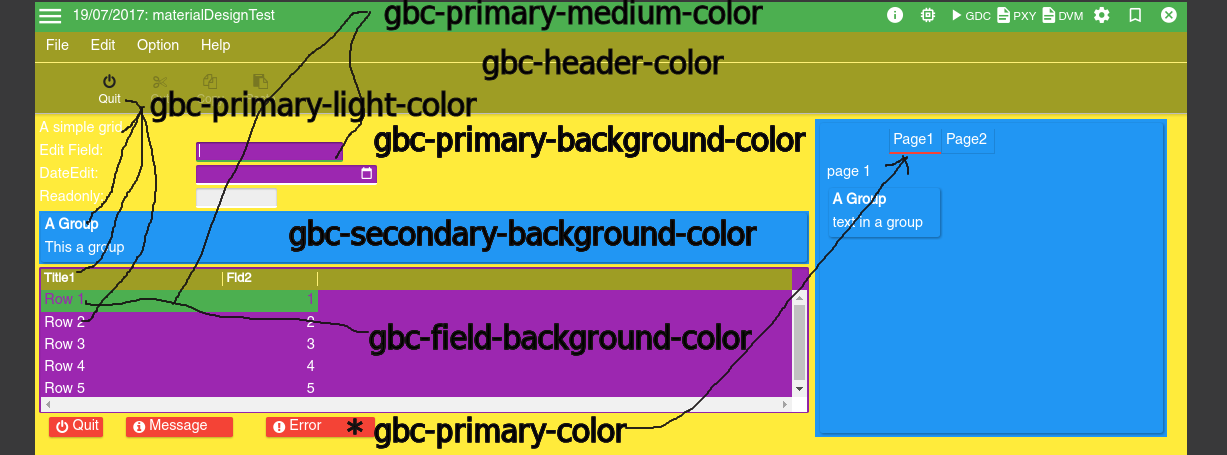 19/07/2017: materialDesignTest
gbc-primary-medium-color
GDC PXY DVM
File Edit Option Help
gbc-header-color
Quit
gbc-primary-light-color
A simple grid
gbc-primary-background-color
Page1 Page2
Edit Field:
DateEdit:
page 1
Readonly:
A Group
text in a group
A Group
This a group
gbc-secondary-background-color
Title1 Fld2
Row 1 1
Row 2 2
Row 3 3
gbc-field-background-color
Row 4 4
Row 5 5
Quit Message Error * gbc-primary-color